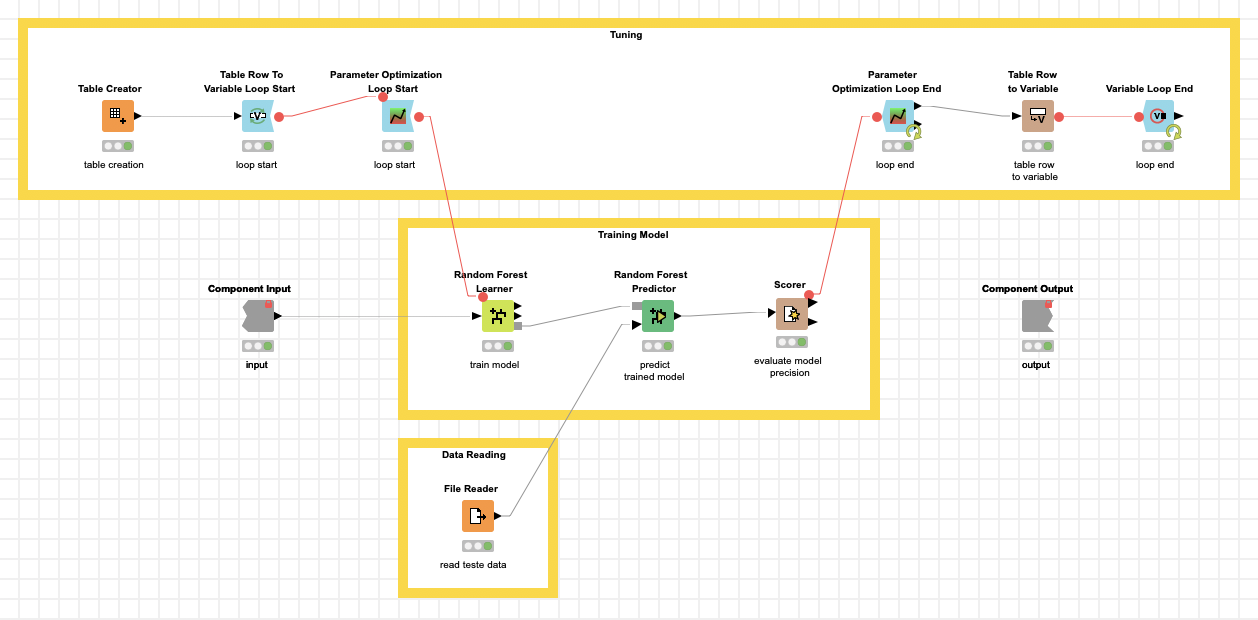 Tuning
Table Creator
table creation
Table Row To
Variable Loop Start
loop start
Parameter Optimization
Loop Start
loop start
Parameter
Optimization Loop End
loop end
Table Row
to Variable
table row
to variable
Variable Loop End
loop end
Training Model
Component Input
input
Random Forest
Learner
train model
Random Forest
Predictor
predict
trained model
Scorer
evaluate model
precision
Component Output
output
Data Reading
File Reader
read teste data